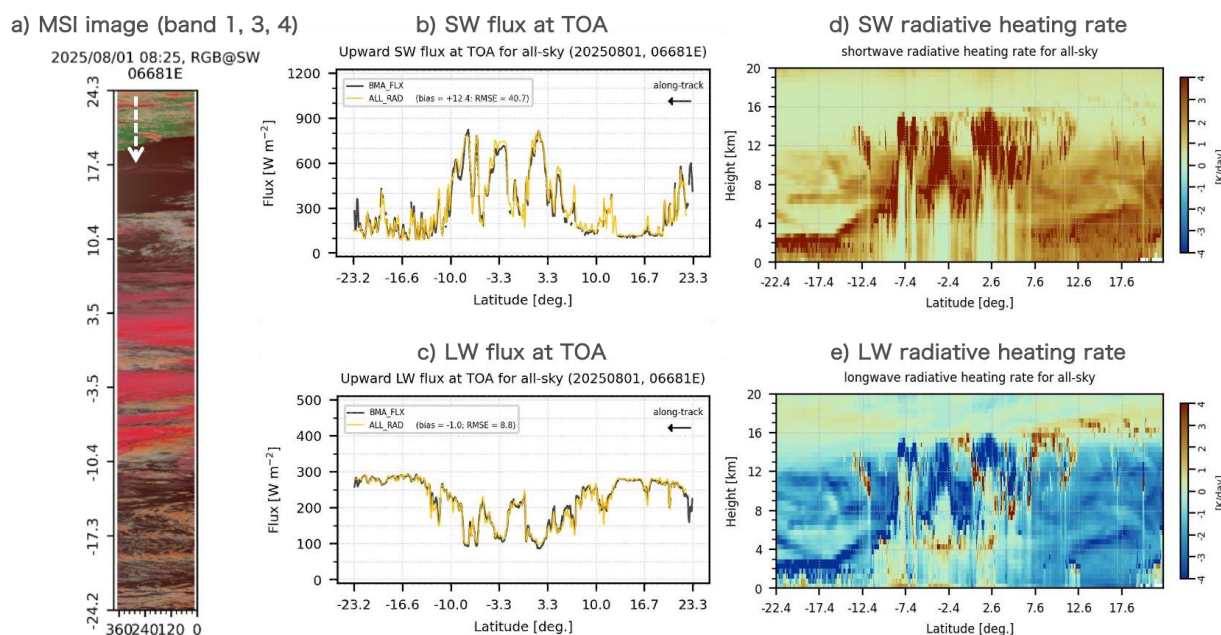 a) MSI image (band 1, 3, 4)
2025/08/01 08:25, RGB@SW
06681E
24.3
17.4
10.4
3.5
-3.5
-10.4
-17.3
-24.2
360 240 120 0
b) SW flux at TOA
Upward SW flux at TOA for all-sky (20250801, 06681E)
BMA_FLX
ALL_RAD (bias = +12.4; RMSE = 40.7)
along-track
Flux [W m−2]
1200
900
600
300
0
-23.2 -16.6 -10.0 -3.3 3.3 10.0 16.7 23.3
Latitude [deg.]
c) LW flux at TOA
Upward LW flux at TOA for all-sky (20250801, 06681E)
BMA_FLX
ALL_RAD (bias = -1.0; RMSE = 8.8)
along-track
Flux [W m−2]
500
400
300
200
100
0
-23.2 -16.6 -10.0 -3.3 3.3 10.0 16.7 23.3
Latitude [deg.]
d) SW radiative heating rate
shortwave radiative heating rate for all-sky
Height [km]
20
16
12
8
4
0
-22.4 -17.4 -12.4 -7.4 -2.4 2.6 7.6 12.6 17.6
Latitude [deg.]
4
3
2
1
0
-1
-2
-3
-4
[K/day]
e) LW radiative heating rate
longwave radiative heating rate for all-sky
Height [km]
20
16
12
8
4
0
-22.4 -17.4 -12.4 -7.4 -2.4 2.6 7.6 12.6 17.6
Latitude [deg.]
4
3
2
1
0
-1
-2
-3
-4
[K/day]